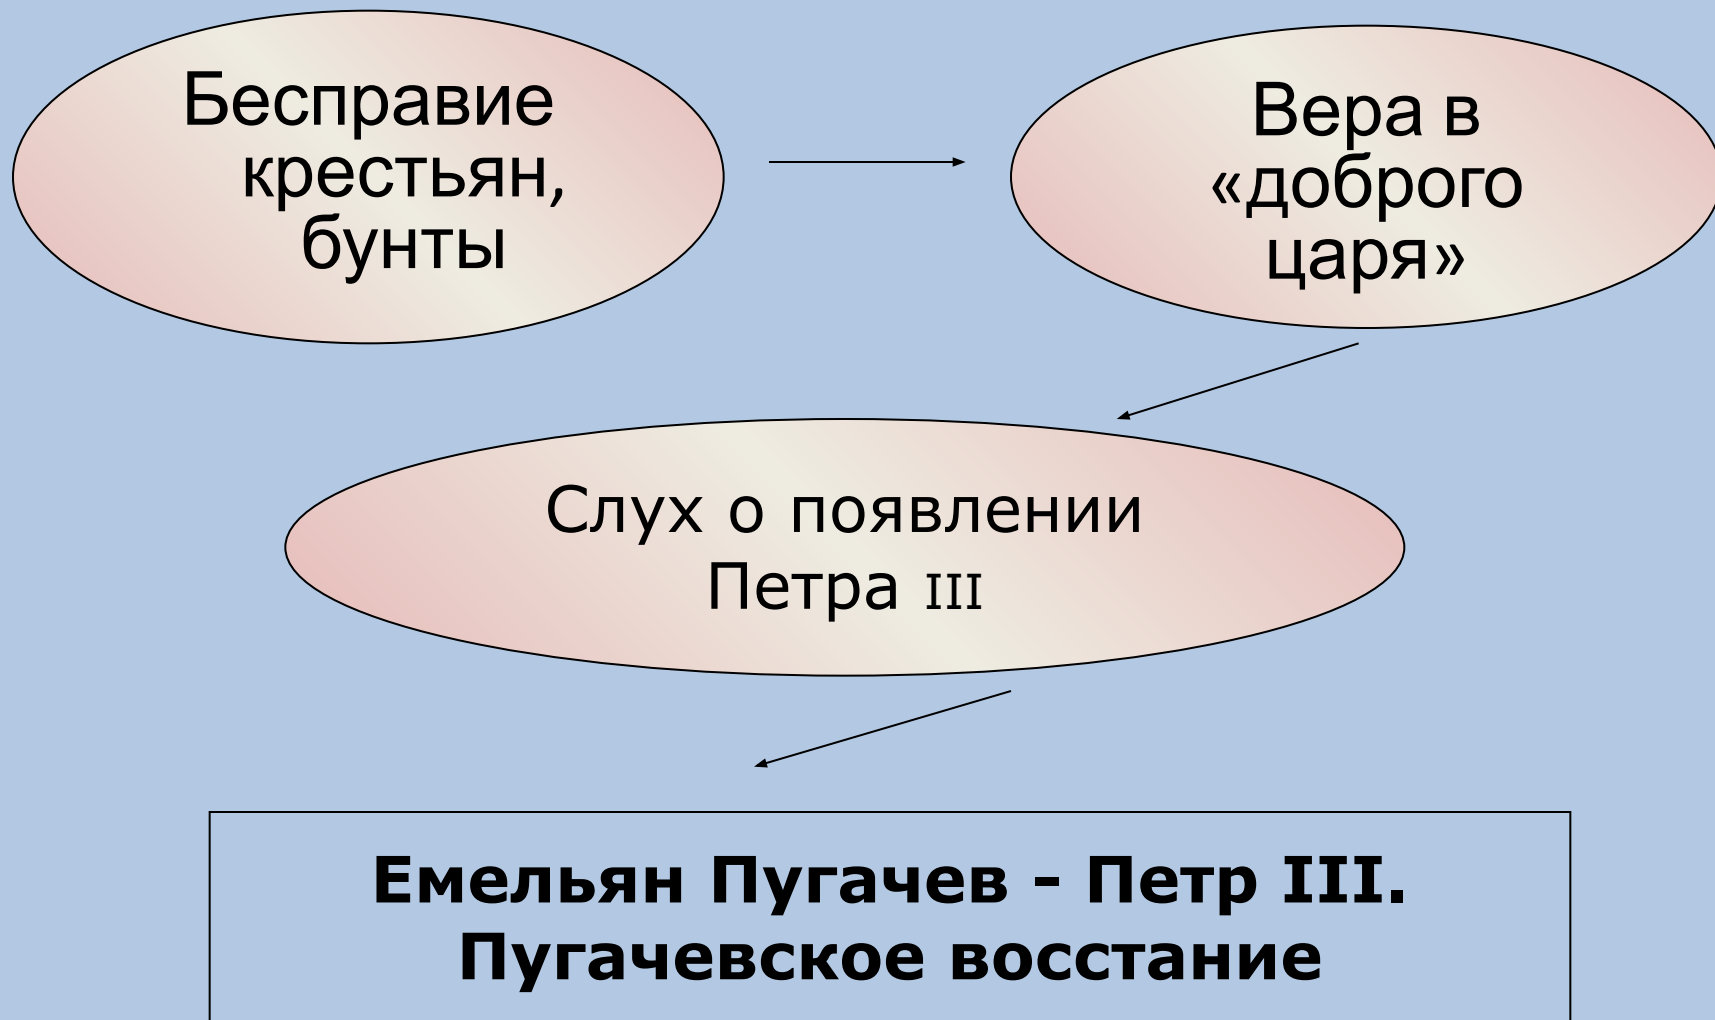 Бесправие
крестьян,
бунты
Вера в
«доброго
царя»
Слух о появлении
Петра III
Емельян Пугачев - Петр III.
Пугачевское восстание